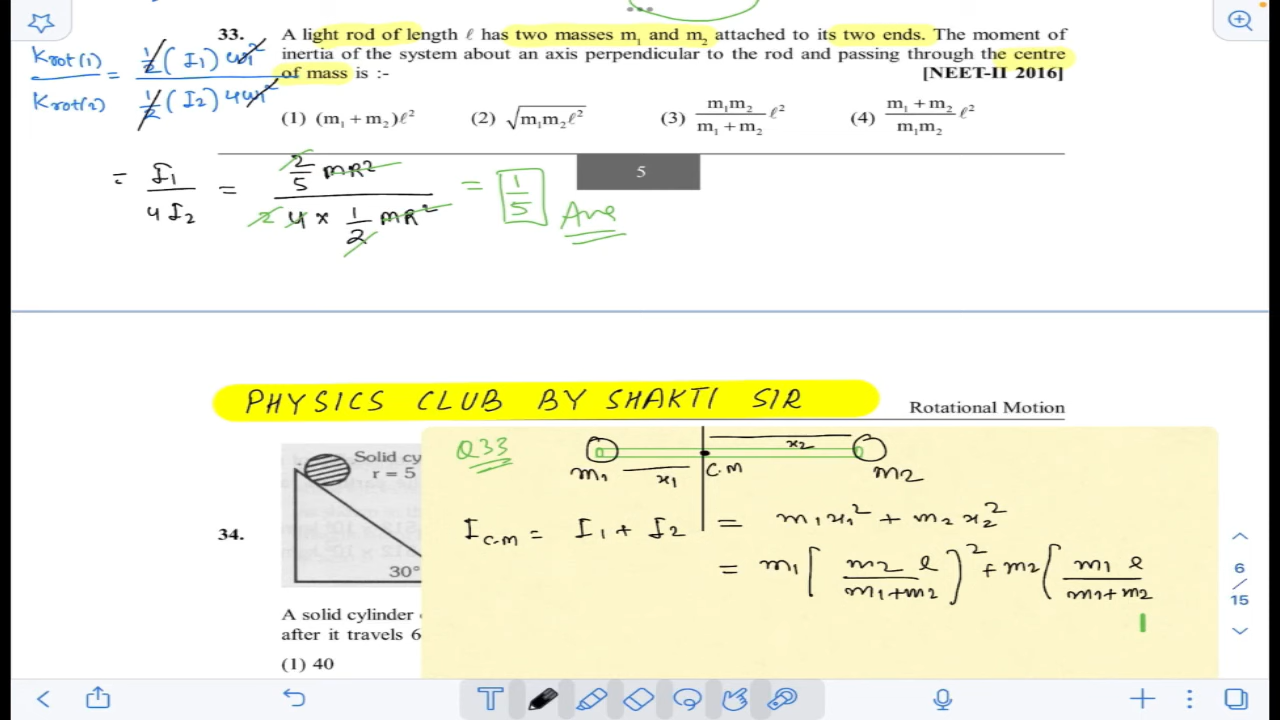 33. A light rod of length ℓ has two masses m₁ and m₂ attached to its two ends. The moment of
inertia of the system about an axis perpendicular to the rod and passing through the centre
of mass is :- [NEET-II 2016]
(1) (m₁ + m₂)ℓ² (2) √m₁m₂ℓ² (3) m₁m₂/(m₁ + m₂) ℓ² (4) (m₁ + m₂)/(m₁m₂) ℓ²
Krot(1)/Krot(2) = ½(I₁)ω²/½(I₂)4ω²
5
= I₁/4I₂ = 2/5 mR² / 4 × 1/2 mR² = 1/5 Ans
2
PHYSICS CLUB BY SHAKTI SIR
Rotational Motion
Q33
m₁ x₁ C.M x₂ m₂
I C.M = I₁ + I₂ = m₁x₁² + m₂x₂²
= m₁[m₂ℓ/(m₁+m₂))² + m₂(m₁ℓ/(m₁+m₂)
34.
Solid cy
r = 5
30°
A solid cylinder
after it travels 6
(1) 40
6
/
15
T